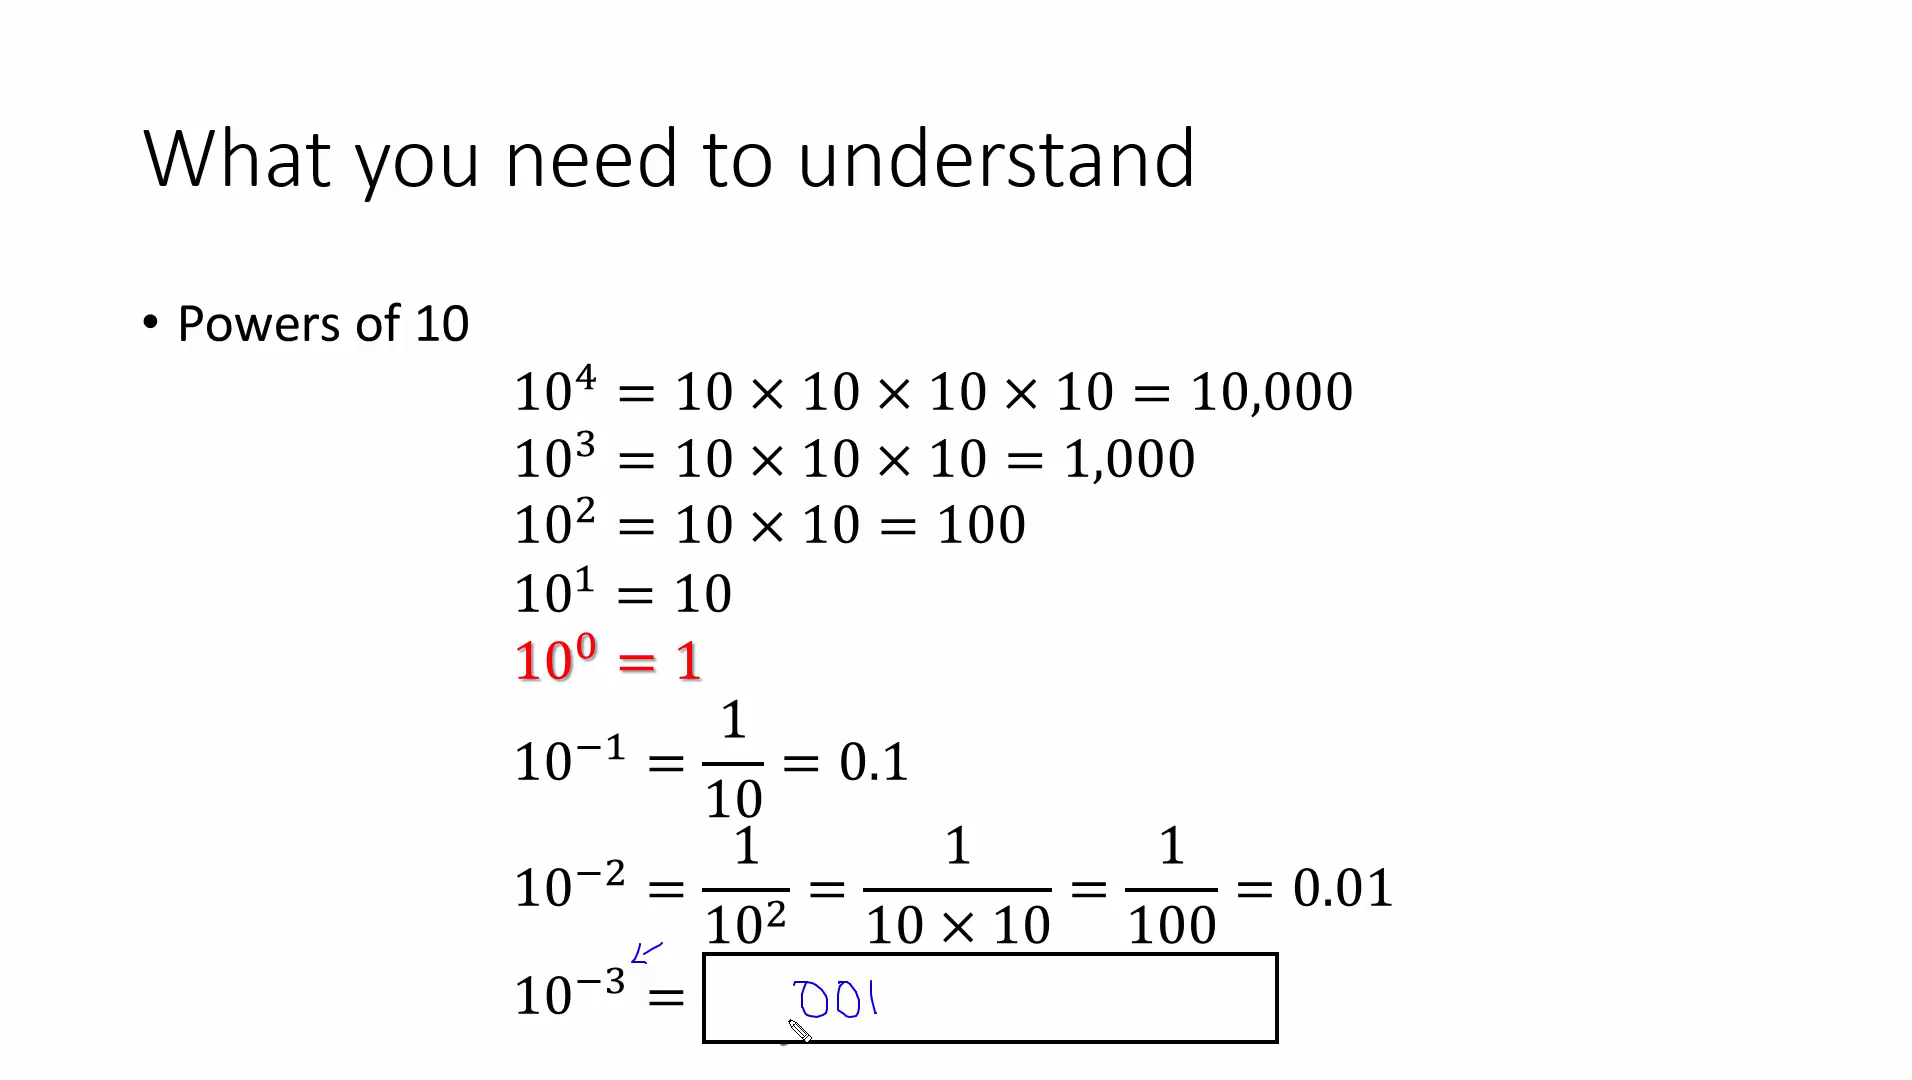 What you need to understand
• Powers of 10
10⁴ = 10 × 10 × 10 × 10 = 10,000
10³ = 10 × 10 × 10 = 1,000
10² = 10 × 10 = 100
10¹ = 10
10⁰ = 1
10⁻¹ = 1/10 = 0.1
10⁻² = 1/10² = 1/(10 × 10) = 1/100 = 0.01
10⁻³ = 001